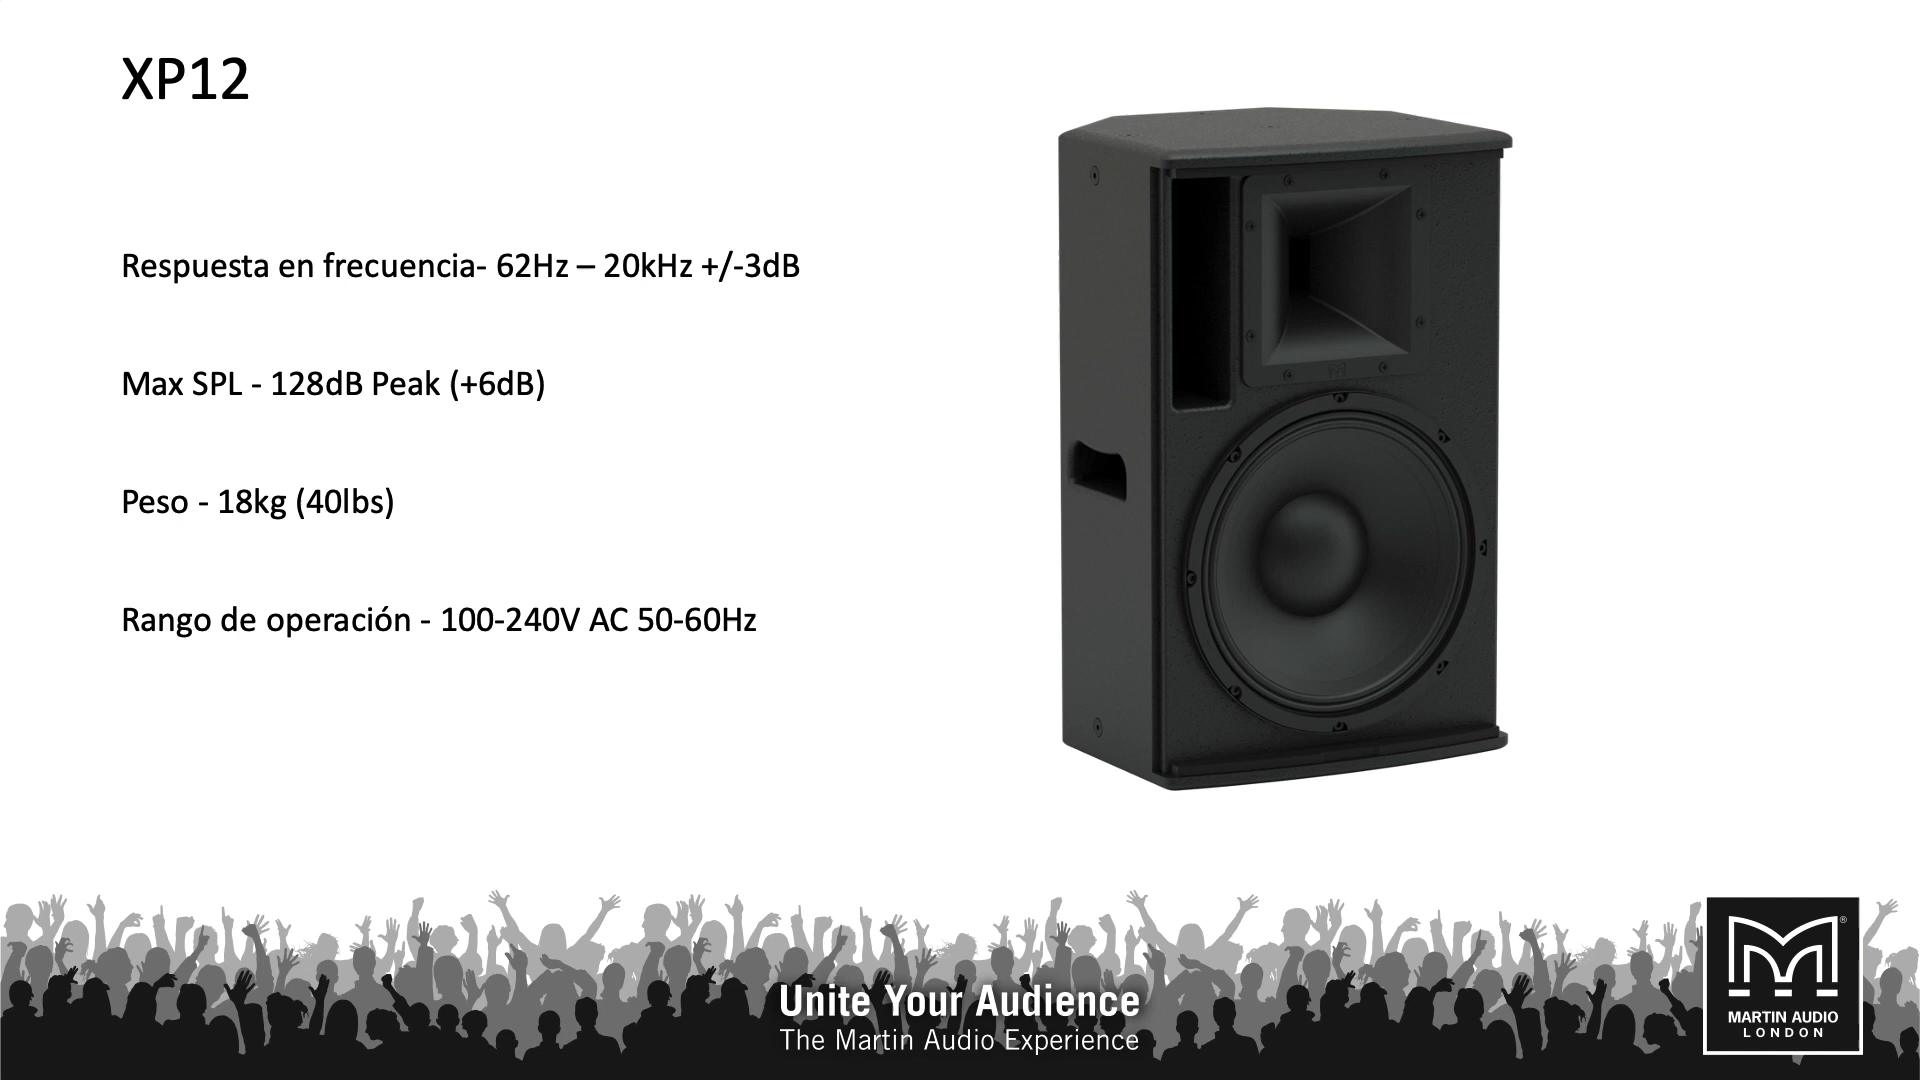 XP12
Respuesta en frecuencia- 62Hz – 20kHz +/-3dB
Max SPL - 128dB Peak (+6dB)
Peso - 18kg (40lbs)
Rango de operación - 100-240V AC 50-60Hz
Unite Your Audience
The Martin Audio Experience
®
MARTIN AUDIO
LONDON